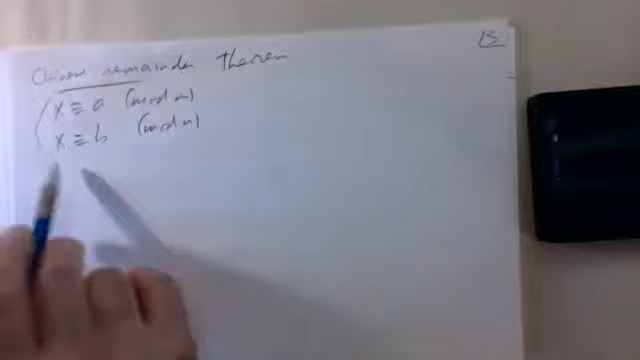 Chinese remainder Theorem
15
x ≡ a (mod m)
x ≡ b (mod n)